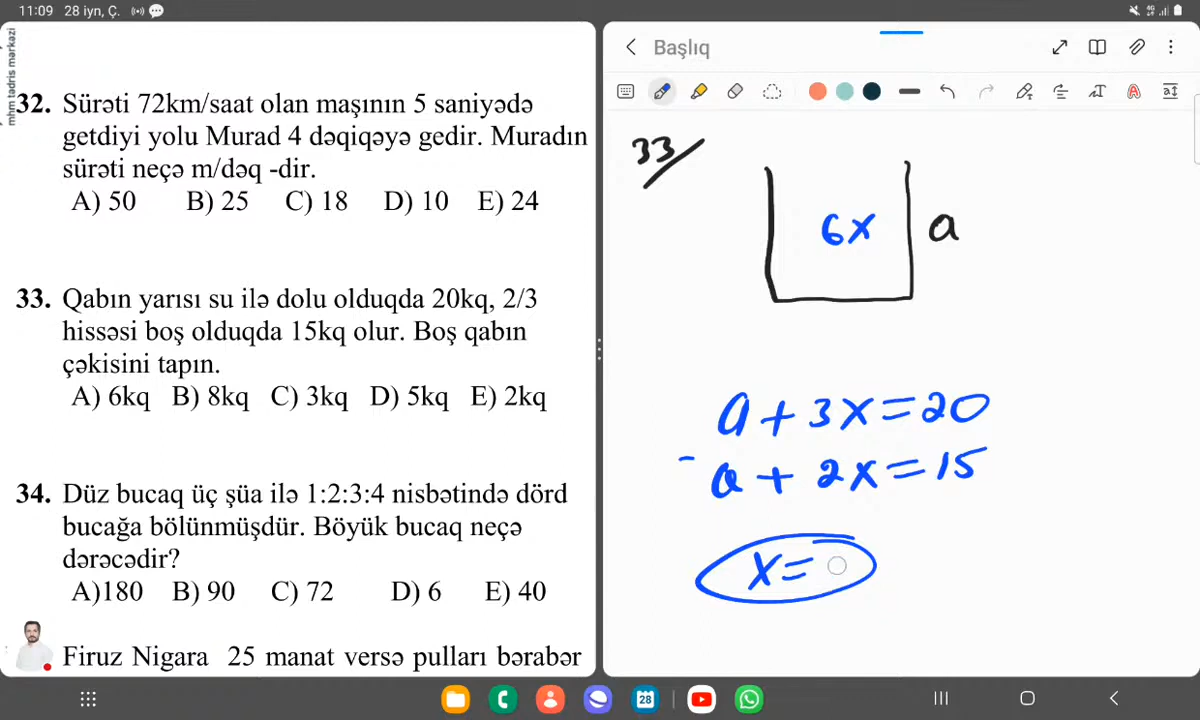 11:09 28 iyn, Ç.
mhm tədris mərkəzi
32. Sürəti 72km/saat olan maşının 5 saniyədə
getdiyi yolu Murad 4 dəqiqəyə gedir. Muradın
sürəti neçə m/dəq -dir.
A) 50 B) 25 C) 18 D) 10 E) 24
33. Qabın yarısı su ilə dolu olduqda 20kq, 2/3
hissəsi boş olduqda 15kq olur. Boş qabın
çəkisini tapın.
A) 6kq B) 8kq C) 3kq D) 5kq E) 2kq
34. Düz bucaq üç şüa ilə 1:2:3:4 nisbətində dörd
bucağa bölünmüşdür. Böyük bucaq neçə
dərəcədir?
A)180 B) 90 C) 72 D) 6 E) 40
Firuz Nigara 25 manat versə pulları bərabər
Başlıq
33
6x a
a + 3x = 20
- a + 2x = 15
x =
28